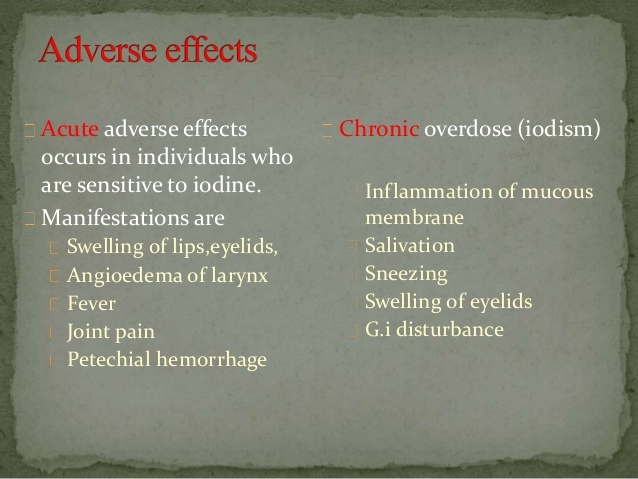 Adverse effects
Acute adverse effects
occurs in individuals who
are sensitive to iodine.
Manifestations are
Swelling of lips,eyelids,
Angioedema of larynx
Fever
Joint pain
Petechial hemorrhage
Chronic overdose (iodism)
Inflammation of mucous
membrane
Salivation
Sneezing
Swelling of eyelids
G.i disturbance